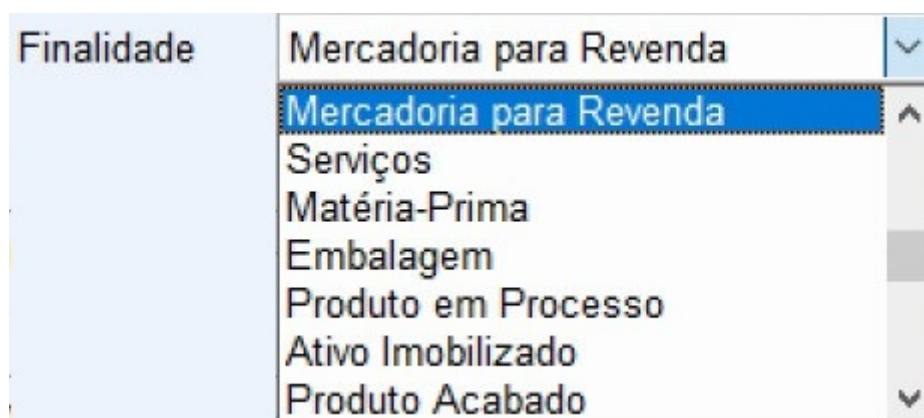 Finalidade Mercadoria para Revenda
Mercadoria para Revenda
Serviços
Matéria-Prima
Embalagem
Produto em Processo
Ativo Imobilizado
Produto Acabado